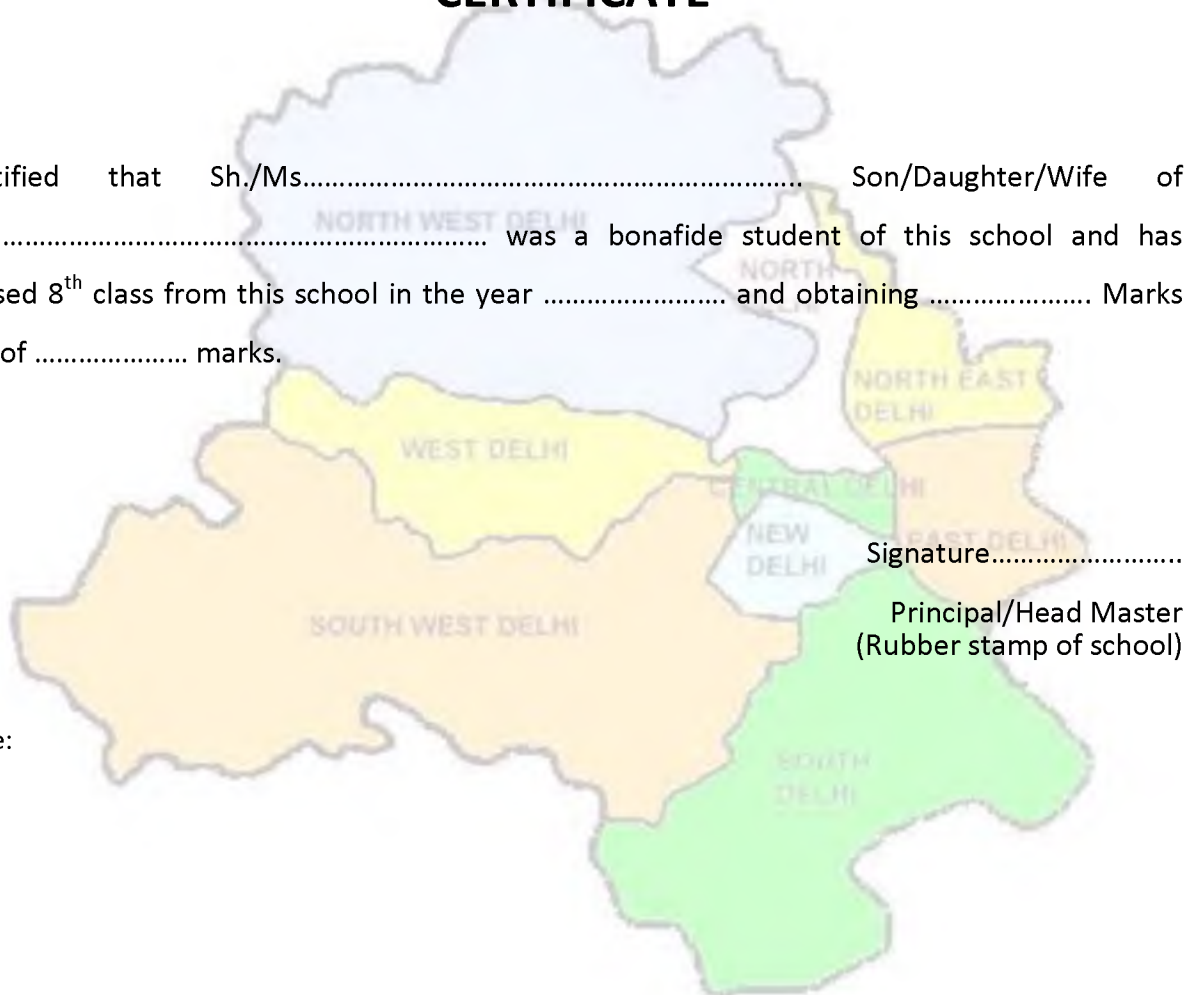 CERTIFICATE
tified that Sh./Ms………………………………………………………………. Son/Daughter/Wife of
……………………………………………………………… was a bonafide student of this school and has
sed 8th class from this school in the year ……………………. and obtaining …………………. Marks
of ………………… marks.
NORTH WEST DELHI
NORTH DELHI
NORTH EAST DELHI
WEST DELHI
CENTRAL DELHI
NEW DELHI
EAST DELHI
Signature……………………..
SOUTH WEST DELHI
Principal/Head Master
(Rubber stamp of school)
e:
SOUTH DELHI